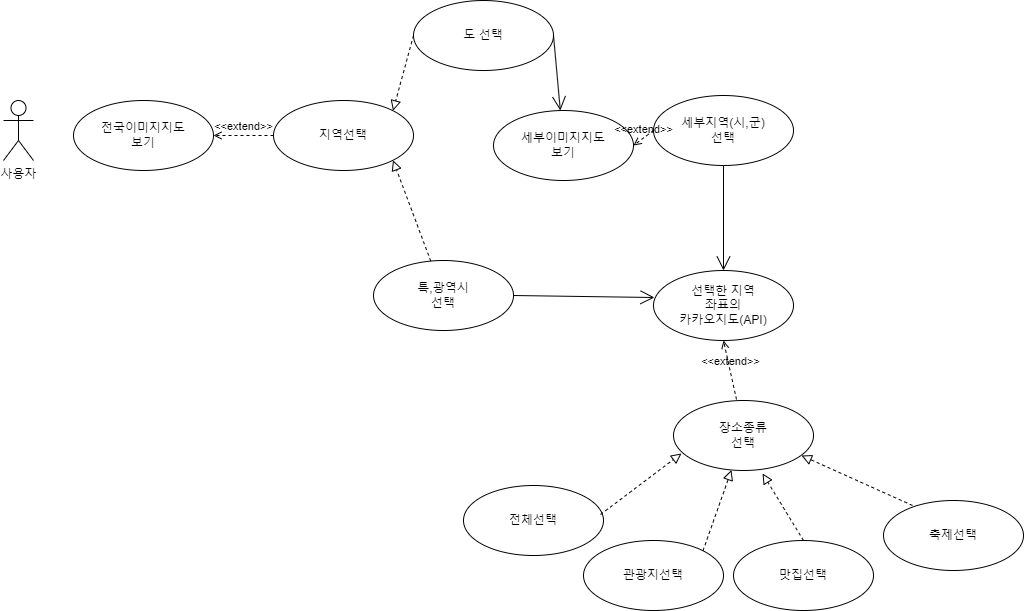 도 선택
전국이미지지도
보기
<<extend>>
지역선택
세부이미지지도
보기
<<extend>>
세부지역(시,군)
선택
사용자
특,광역시
선택
선택한 지역
좌표의
카카오지도(API)
<<extend>>
장소종류
선택
전체선택
관광지선택
맛집선택
축제선택